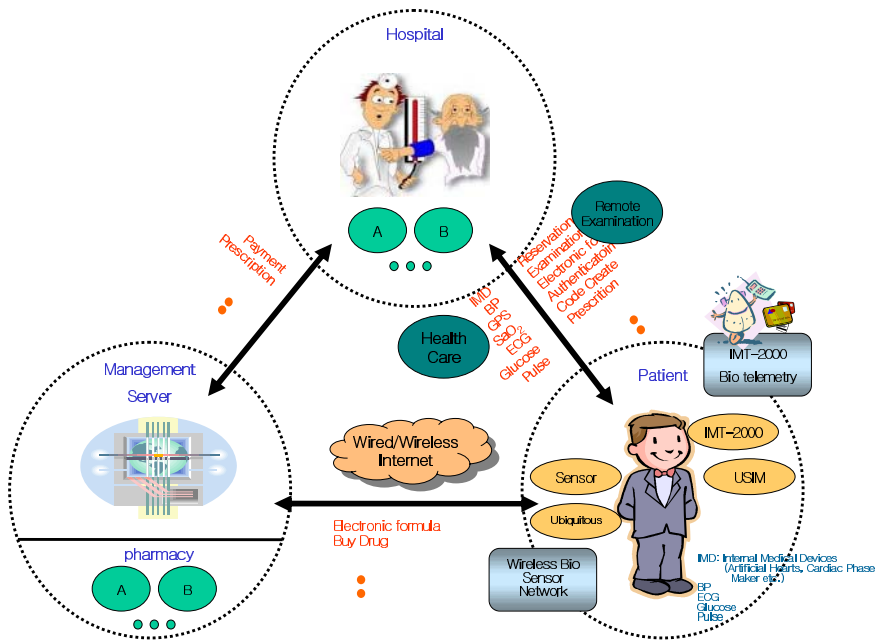 Hospital
A
B
Remote
Examination
Payment
Prescription
Reservation
Examination
Electronic fo
Authenticatoin
Code Create
Prescrition
IMD
BP
GPS
SpO₂
ECG
Glucose
Pulse
Health
Care
IMT-2000
Bio telemetry
Management
Server
Patient
Wired/Wireless
Internet
IMT-2000
Sensor
USIM
Ubiquitous
Electronic formula
Buy Drug
pharmacy
A
B
Wireless Bio
Sensor
Network
IMD: Internal Medical Devices
(Artificial Hearts, Cardiac Phase
Maker etc.)
BP
ECG
Glucose
Pulse